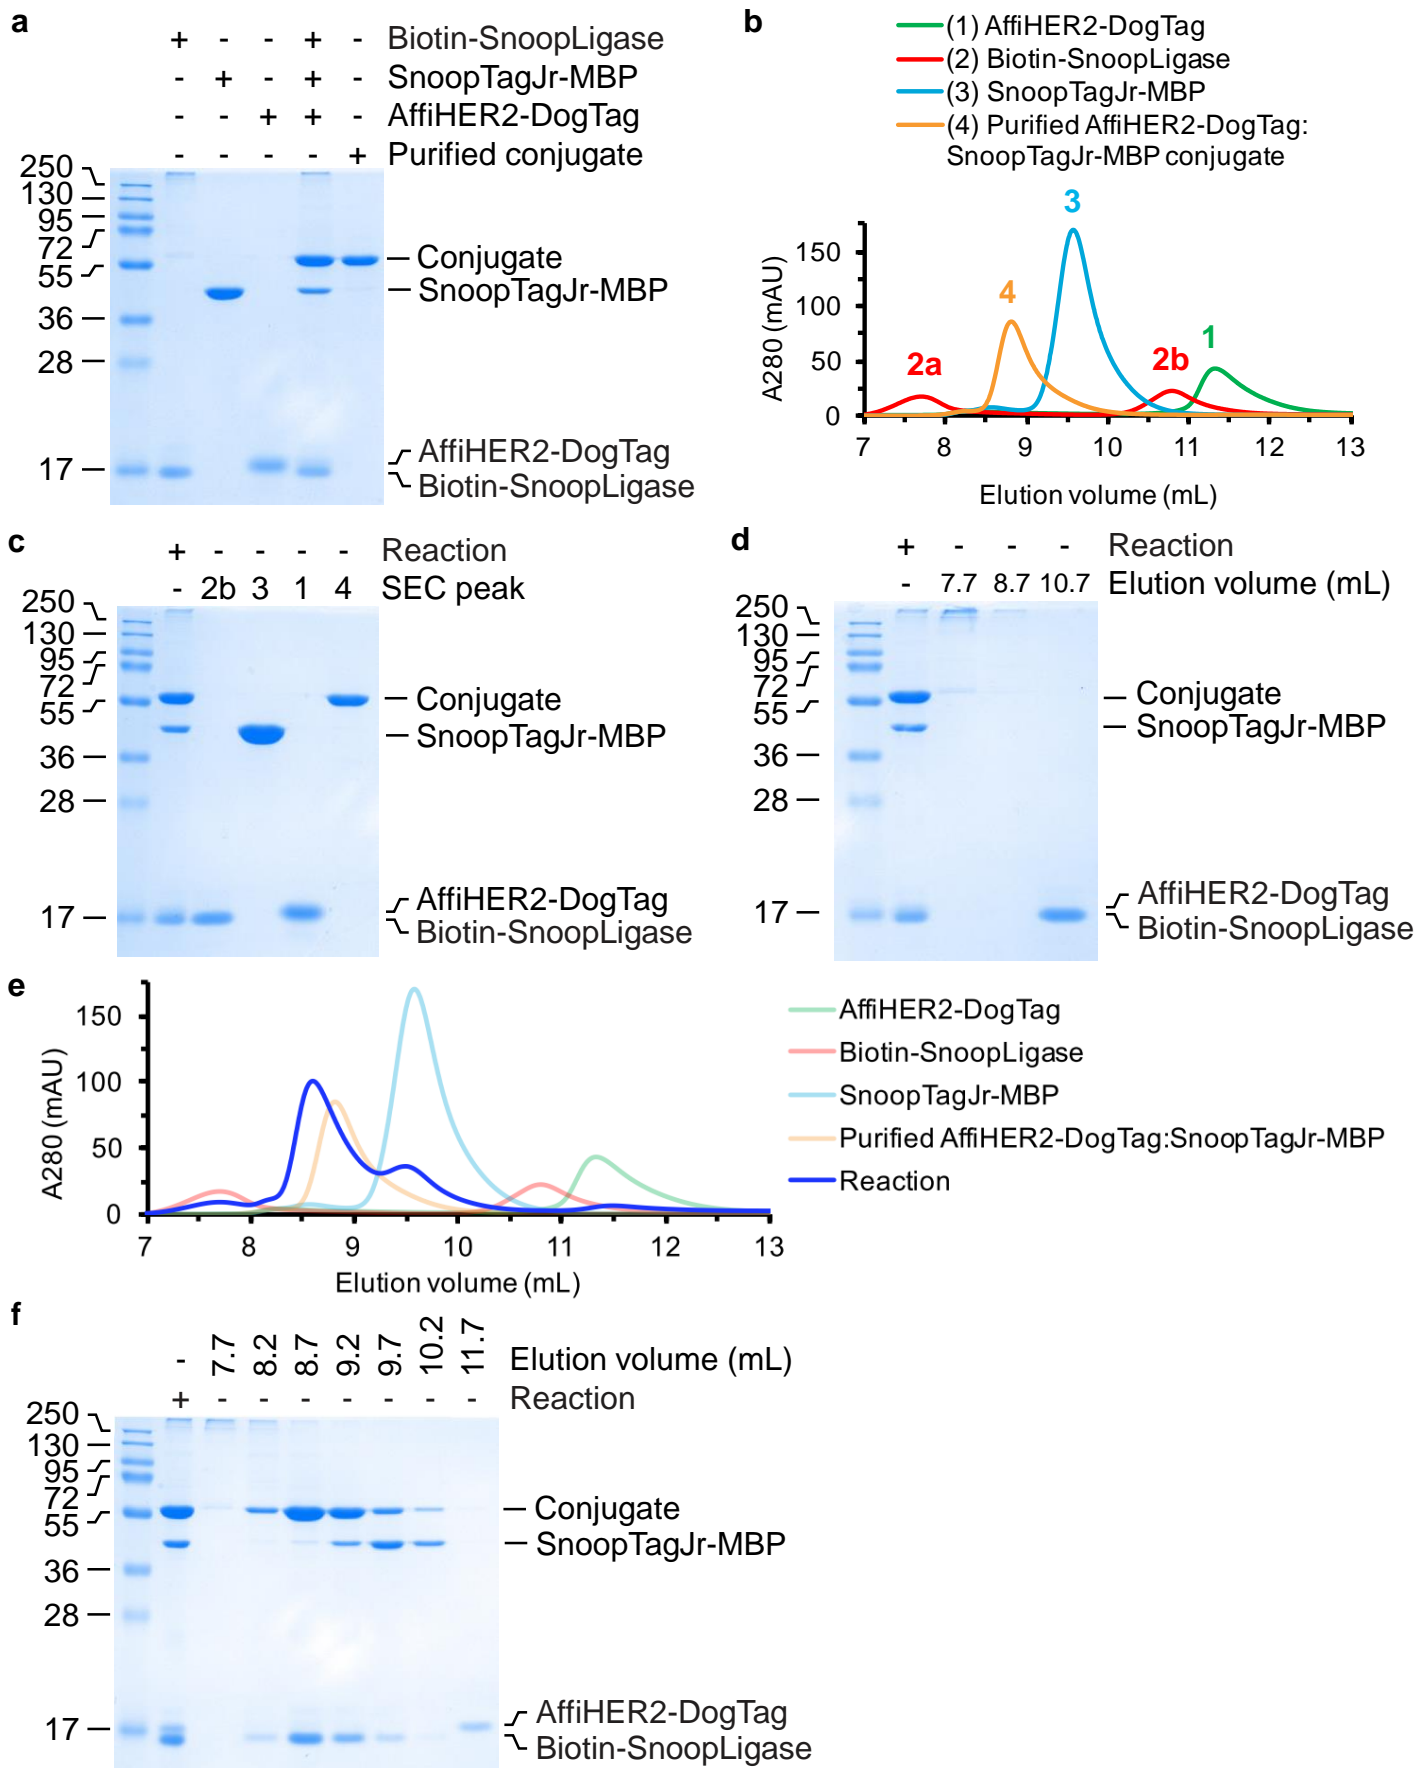 a
+ - - + - Biotin-SnoopLigase
- + - + - SnoopTagJr-MBP
- - + + - AffiHER2-DogTag
- - - - + Purified conjugate
250
130
95
72
55
36
28
17
Conjugate
SnoopTagJr-MBP
AffiHER2-DogTag
Biotin-SnoopLigase
b
(1) AffiHER2-DogTag
(2) Biotin-SnoopLigase
(3) SnoopTagJr-MBP
(4) Purified AffiHER2-DogTag:
SnoopTagJr-MBP conjugate
A280 (mAU)
150
100
50
0
2a
4
3
2b
1
7 8 9 10 11 12 13
Elution volume (mL)
c
+ - - - - Reaction
- 2b 3 1 4 SEC peak
250
130
95
72
55
36
28
17
Conjugate
SnoopTagJr-MBP
AffiHER2-DogTag
Biotin-SnoopLigase
d
+ - - - Reaction
- 7.7 8.7 10.7 Elution volume (mL)
250
130
95
72
55
36
28
17
Conjugate
SnoopTagJr-MBP
AffiHER2-DogTag
Biotin-SnoopLigase
e
A280 (mAU)
150
100
50
0
7 8 9 10 11 12 13
Elution volume (mL)
AffiHER2-DogTag
Biotin-SnoopLigase
SnoopTagJr-MBP
Purified AffiHER2-DogTag:SnoopTagJr-MBP
Reaction
f
- 7.7 8.2 8.7 9.2 9.7 10.2 11.7 Elution volume (mL)
+ - - - - - - - Reaction
250
130
95
72
55
36
28
17
Conjugate
SnoopTagJr-MBP
AffiHER2-DogTag
Biotin-SnoopLigase